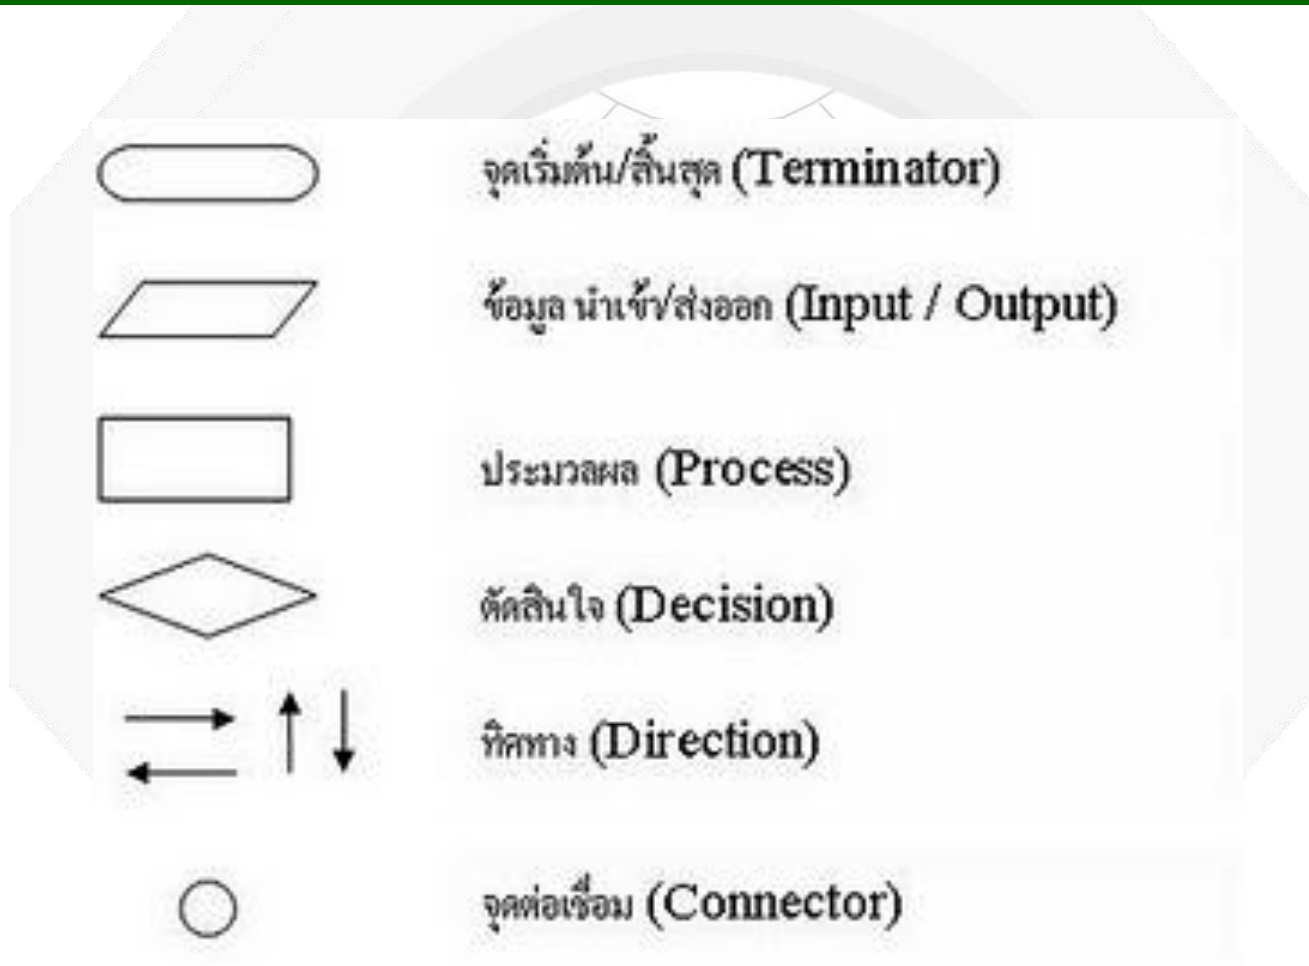 จุดเริ่มต้น/สิ้นสุด (Terminator)
ข้อมูล นำเข้า/ส่งออก (Input / Output)
ประมวลผล (Process)
ตัดสินใจ (Decision)
ทิศทาง (Direction)
จุดต่อเชื่อม (Connector)